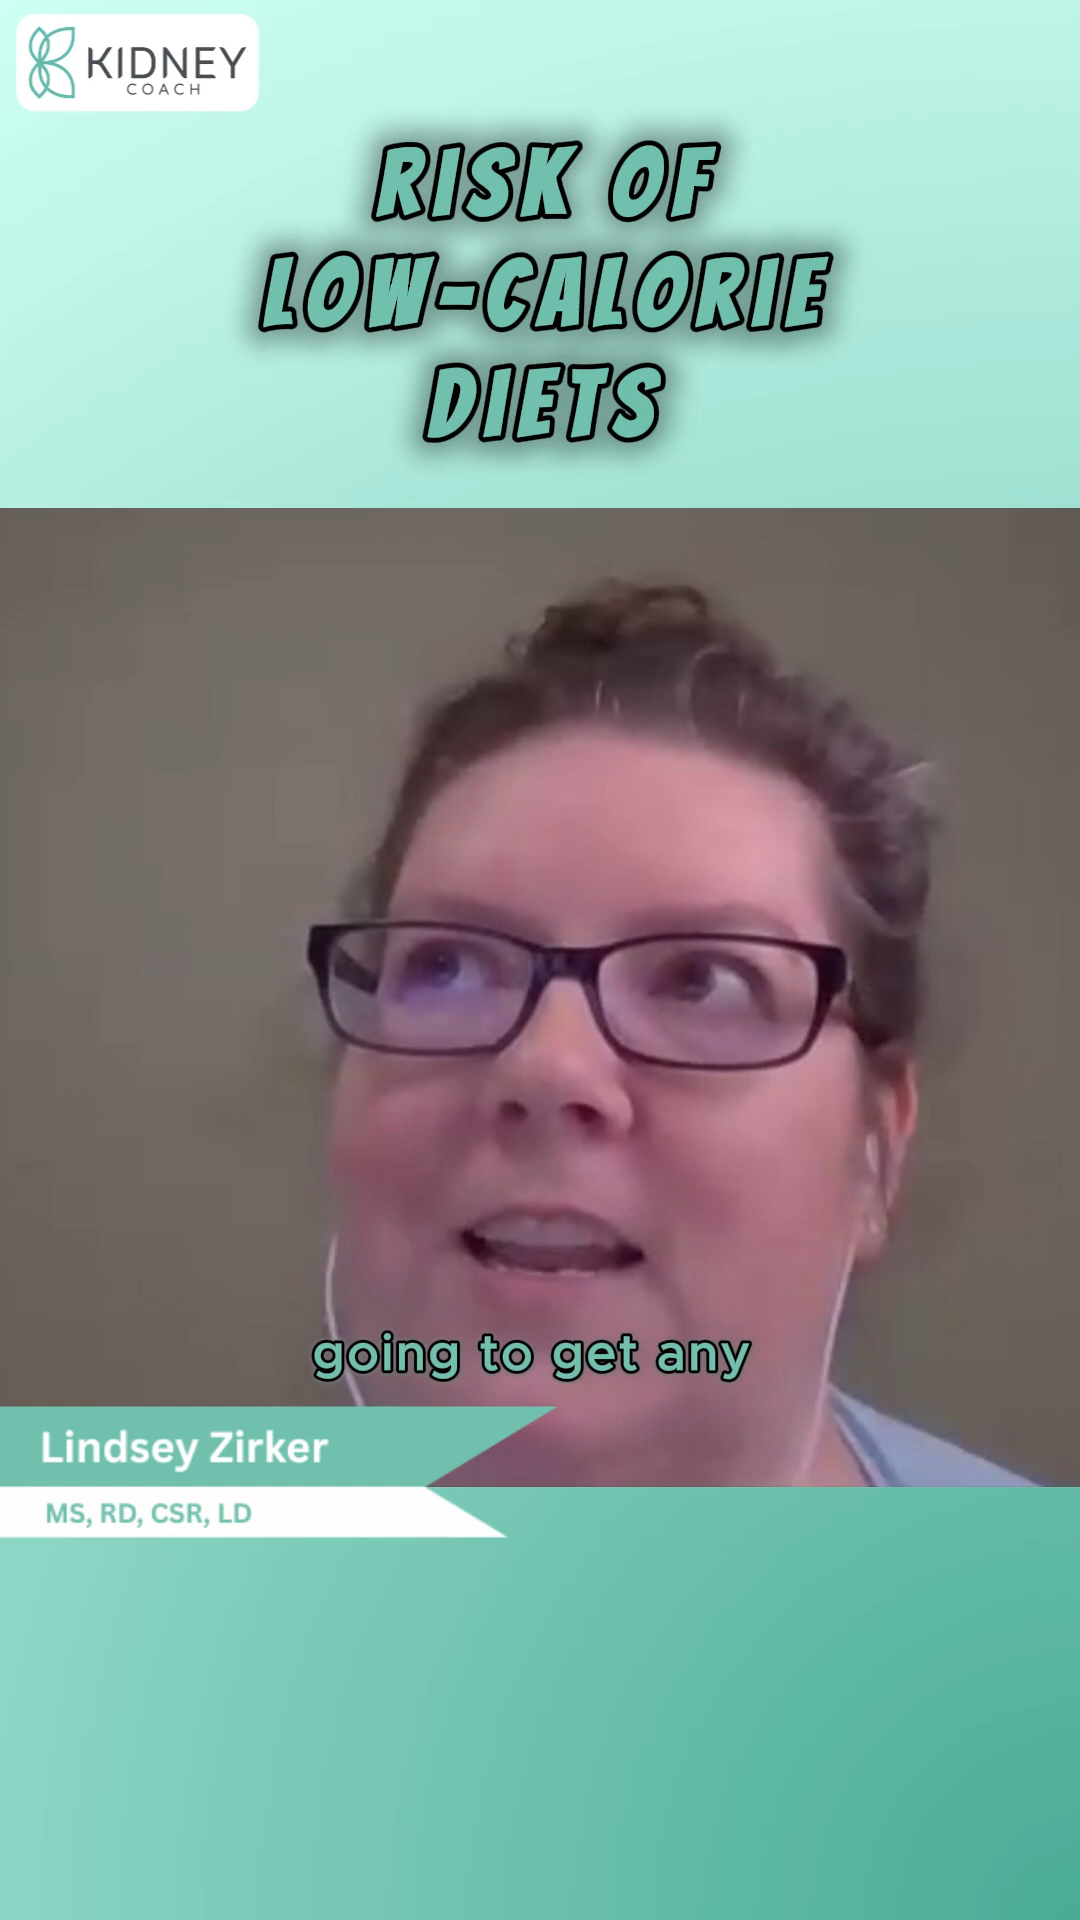 KIDNEY
COACH
RISK OF
LOW-CALORIE
DIETS
going to get any
Lindsey Zirker
MS, RD, CSR, LD